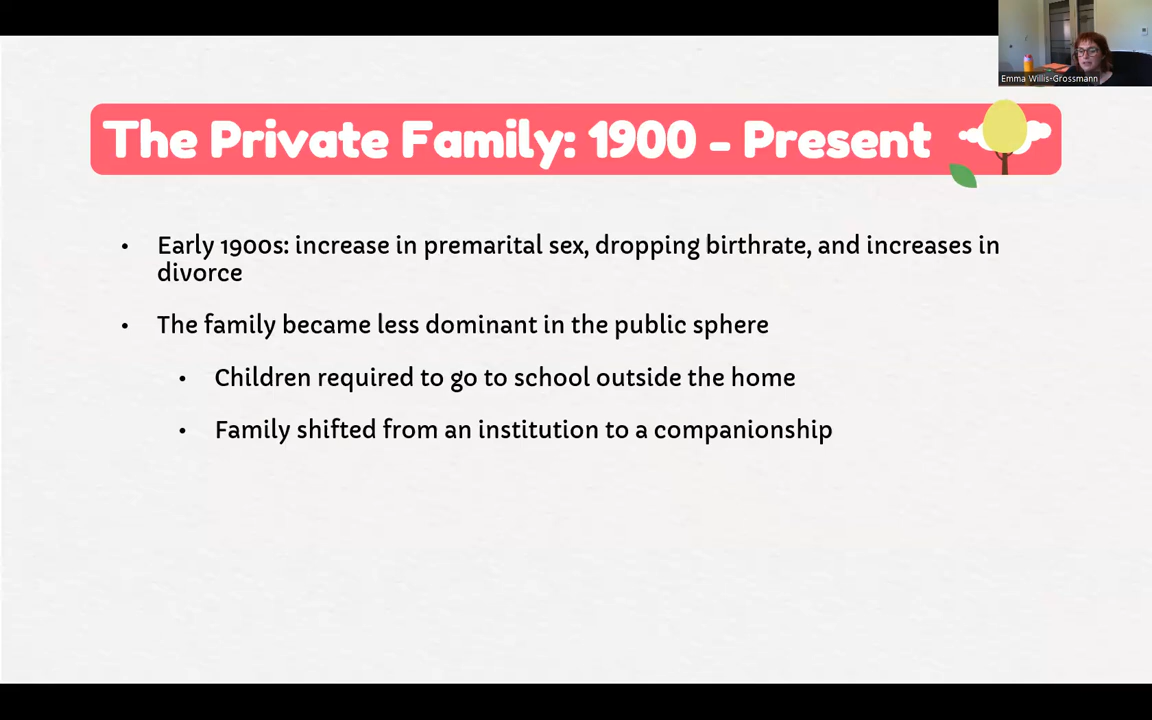 Emma Willis-Grossmann
The Private Family: 1900 - Present
• Early 1900s: increase in premarital sex, dropping birthrate, and increases in
divorce
• The family became less dominant in the public sphere
• Children required to go to school outside the home
• Family shifted from an institution to a companionship